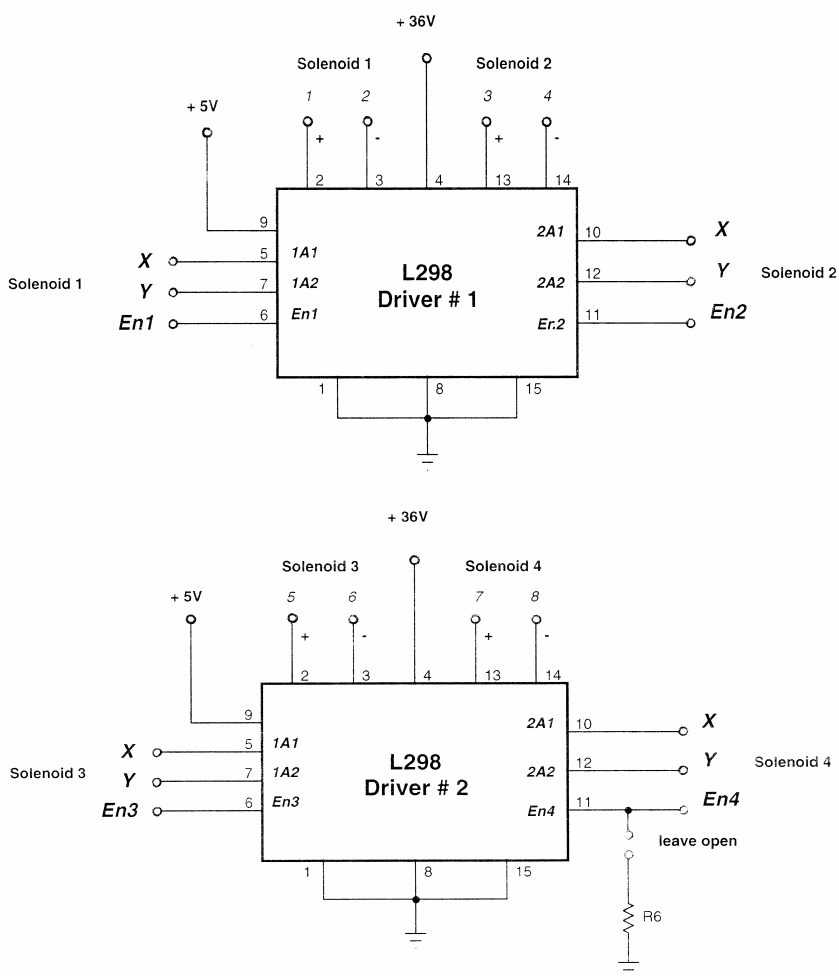 + 36V
Solenoid 1
Solenoid 2
1
2
3
4
+ 5V
+
-
+
-
2
3
4
13
14
9
5
7
6
X
Y
En1
Solenoid 1
1A1
1A2
En1
L298
Driver # 1
2A1
2A2
Er.2
10
12
11
X
Y
En2
Solenoid 2
1
8
15
+ 36V
Solenoid 3
Solenoid 4
5
6
7
8
+ 5V
+
-
+
-
2
3
4
13
14
9
5
7
6
X
Y
En3
Solenoid 3
1A1
1A2
En3
L298
Driver # 2
2A1
2A2
En4
10
12
11
X
Y
En4
Solenoid 4
leave open
R6
1
8
15